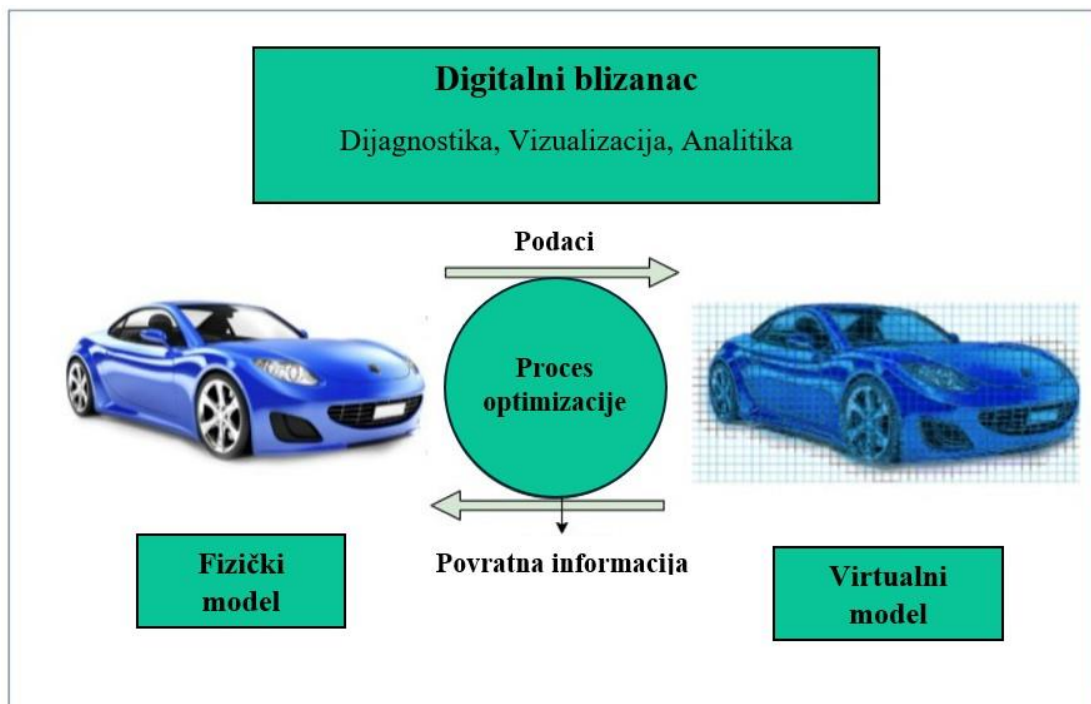 Digitalni blizanac
Dijagnostika, Vizualizacija, Analitika
Podaci
Proces
optimizacije
Povratna informacija
Fizički
model
Virtualni
model